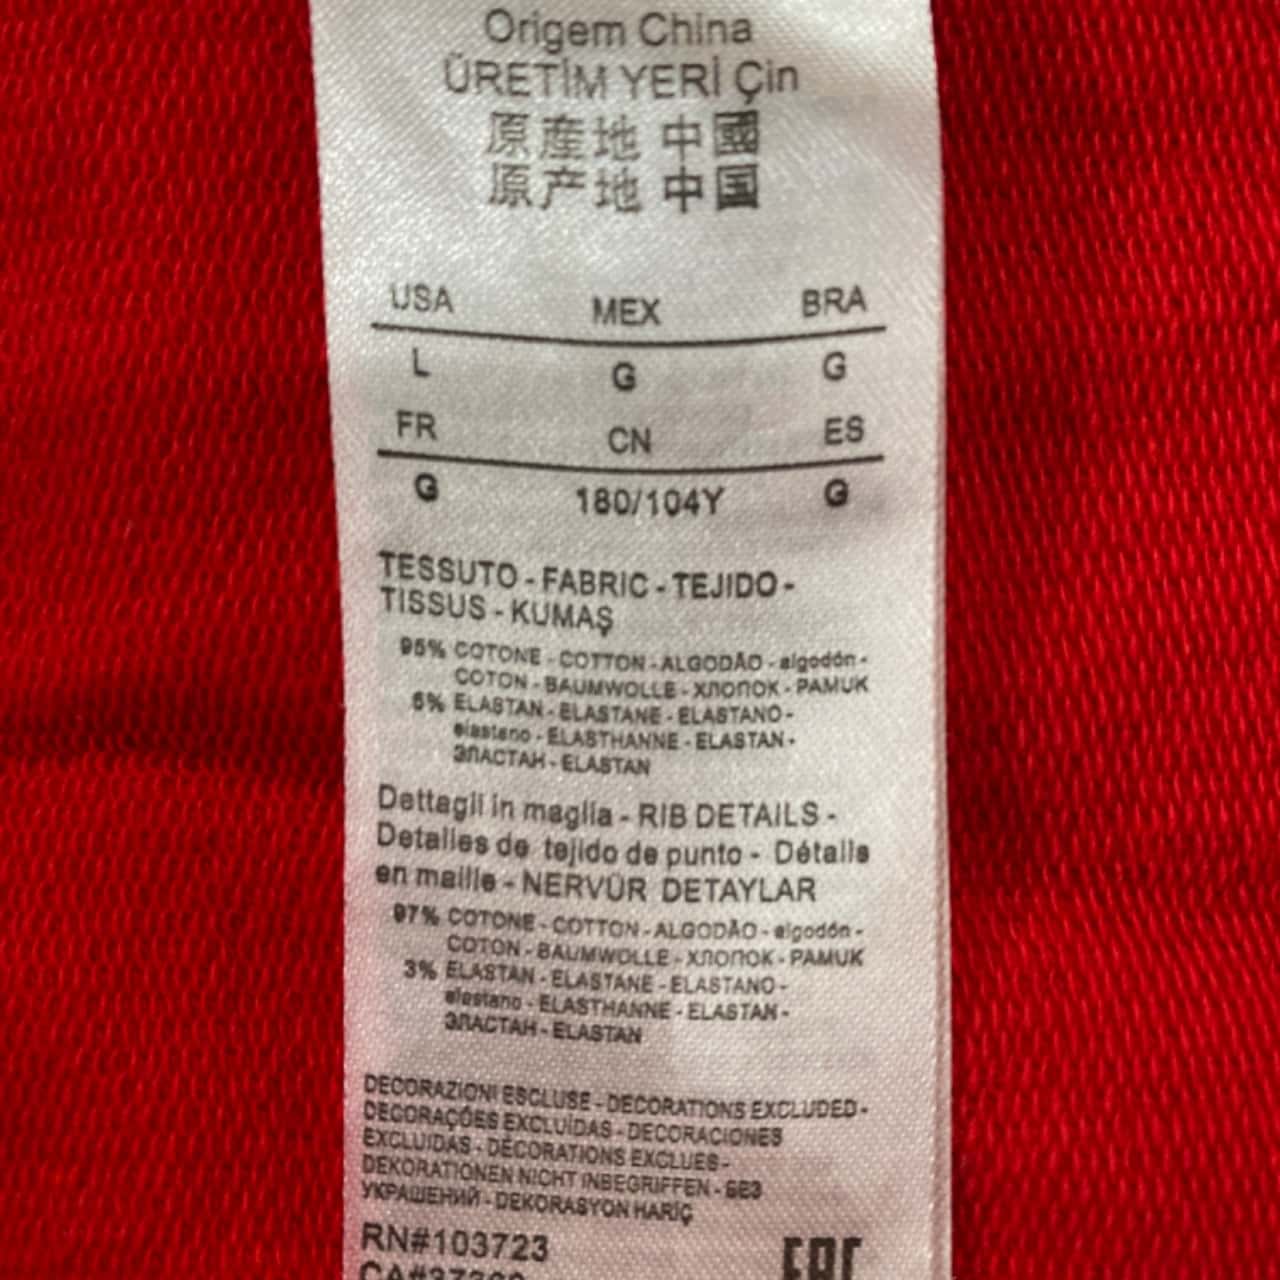 Origem China
ÜRETİM YERİ Çin
原產地 中國
原产地 中国
USA MEX BRA
L G G
FR CN ES
G 180/104Y G
TESSUTO - FABRIC - TEJIDO -
TISSUS - KUMAŞ
95% COTONE - COTTON - ALGODÃO - algodón -
COTON - BAUMWOLLE - ХЛОПОК - PAMUK
5% ELASTAN - ELASTANE - ELASTANO -
elastano - ELASTHANNE - ELASTAN -
ЭЛАСТАН - ELASTAN
Dettagli in maglia - RIB DETAILS -
Detalles de tejido de punto - Détails
en maille - NERVÜR DETAYLAR
97% COTONE - COTTON - ALGODÃO - algodón -
COTON - BAUMWOLLE - ХЛОПОК - PAMUK
3% ELASTAN - ELASTANE - ELASTANO -
elastano - ELASTHANNE - ELASTAN -
ЭЛАСТАН - ELASTAN
DECORAZIONI ESCLUSE - DECORATIONS EXCLUDED -
DECORAÇÕES EXCLUÍDAS - DECORACIONES
EXCLUIDAS - DÉCORATIONS EXCLUES -
DEKORATIONEN NICHT INBEGRIFFEN - БЕЗ
УКРАШЕНИЙ - DEKORASYON HARİÇ
RN#103723
EAC